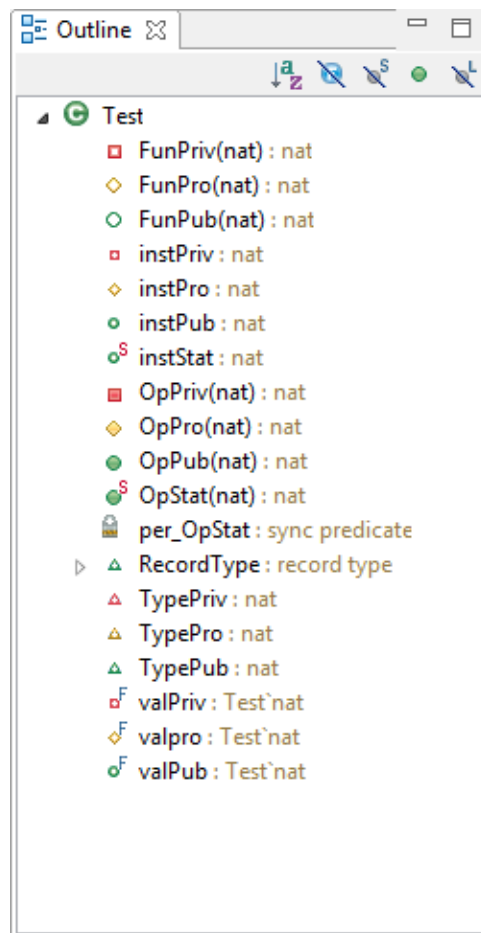 Outline
a z S L
Test
FunPriv(nat) : nat
FunPro(nat) : nat
FunPub(nat) : nat
instPriv : nat
instPro : nat
instPub : nat
S instStat : nat
OpPriv(nat) : nat
OpPro(nat) : nat
OpPub(nat) : nat
S OpStat(nat) : nat
per_OpStat : sync predicate
RecordType : record type
TypePriv : nat
TypePro : nat
TypePub : nat
F valPriv : Test`nat
F valpro : Test`nat
F valPub : Test`nat